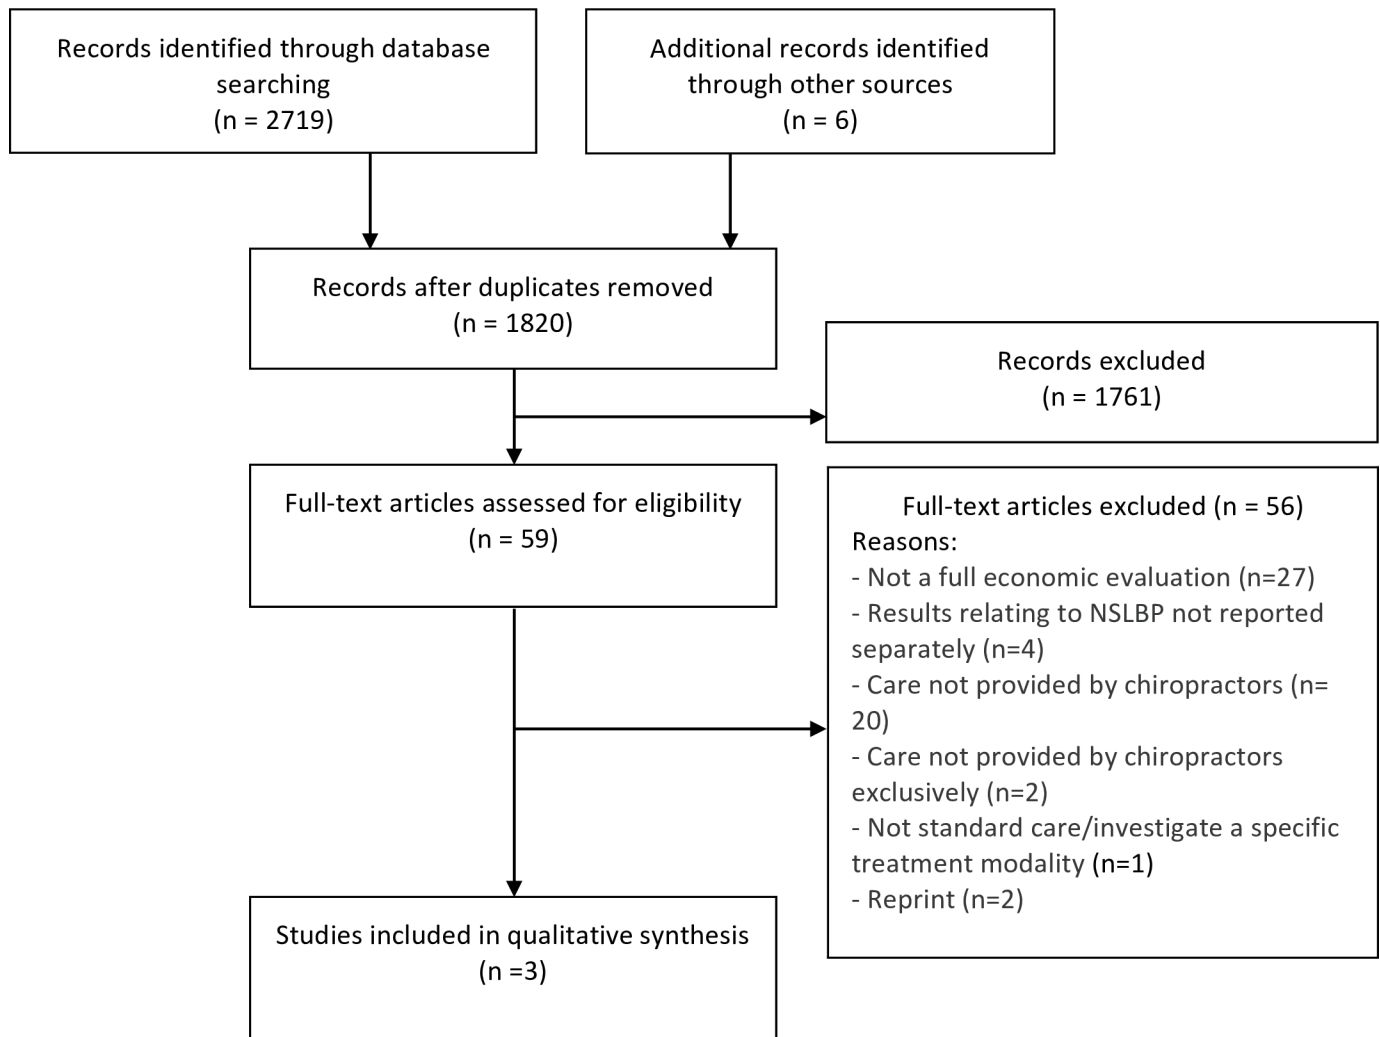 Records identified through database
searching
(n = 2719)
Additional records identified
through other sources
(n = 6)
Records after duplicates removed
(n = 1820)
Records excluded
(n = 1761)
Full-text articles assessed for eligibility
(n = 59)
Full-text articles excluded (n = 56)
Reasons:
- Not a full economic evaluation (n=27)
- Results relating to NSLBP not reported
separately (n=4)
- Care not provided by chiropractors (n=
20)
- Care not provided by chiropractors
exclusively (n=2)
- Not standard care/investigate a specific
treatment modality (n=1)
- Reprint (n=2)
Studies included in qualitative synthesis
(n =3)